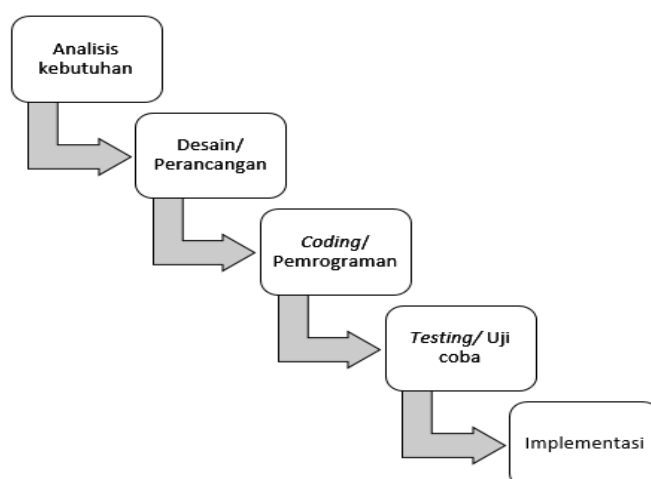 Analisis
kebutuhan
Desain/
Perancangan
Coding/
Pemrograman
Testing/ Uji
coba
Implementasi